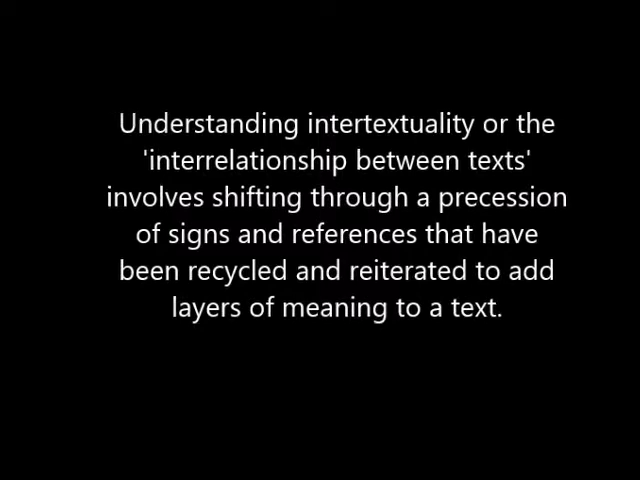 Understanding intertextuality or the
'interrelationship between texts'
involves shifting through a precession
of signs and references that have
been recycled and reiterated to add
layers of meaning to a text.